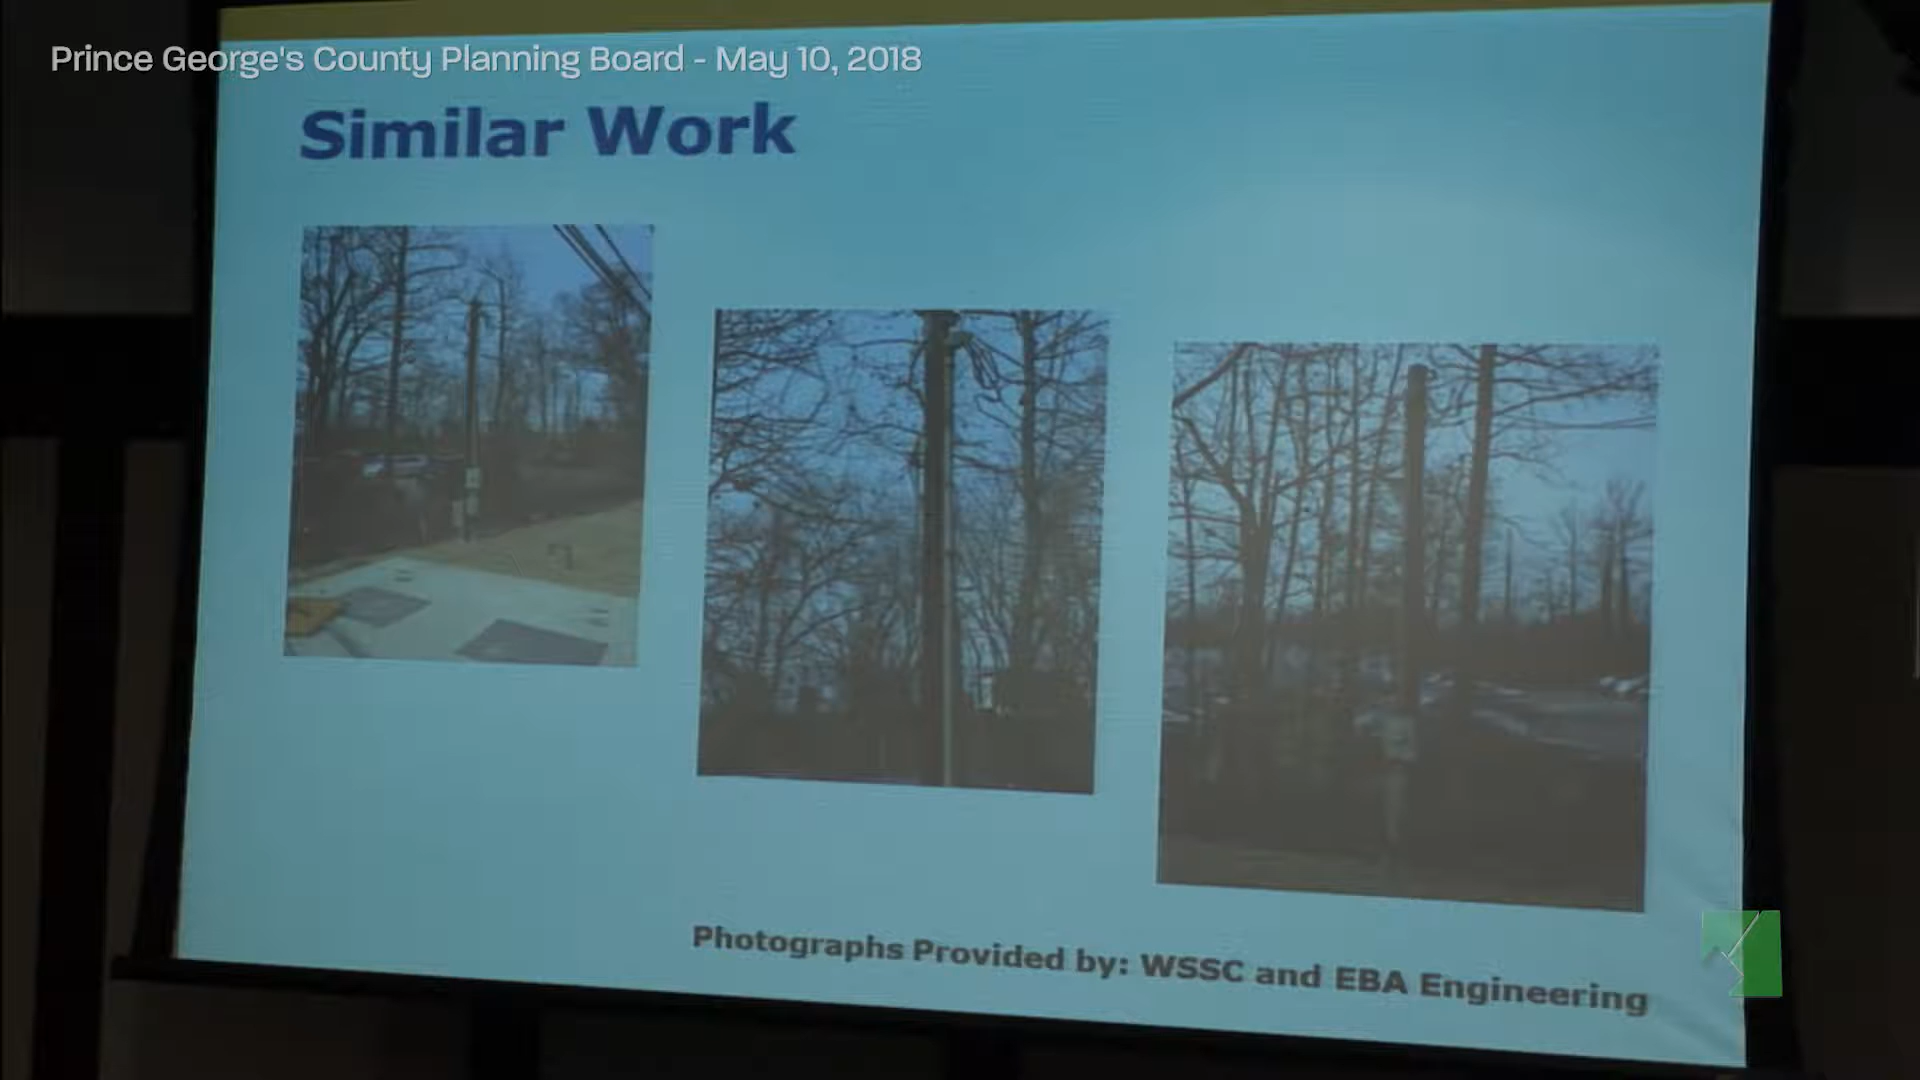 Prince George's County Planning Board - May 10, 2018
Similar Work
Photographs Provided by: WSSC and EBA Engineering